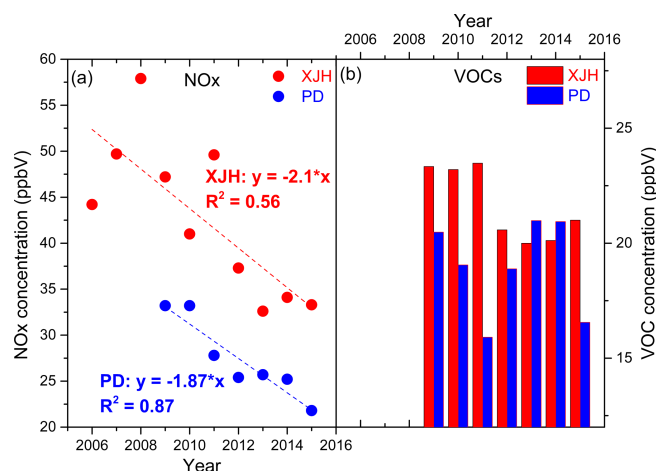 Year
2006 2008 2010 2012 2014 2016
60
55
50
45
40
35
30
25
20
NOx concentration (ppbV)
(a) NOx XJH
PD
XJH: y = -2.1*x
R² = 0.56
PD: y = -1.87*x
R² = 0.87
2006 2008 2010 2012 2014 2016
Year
(b) VOCs XJH
PD
25
20
15
VOC concentration (ppbV)